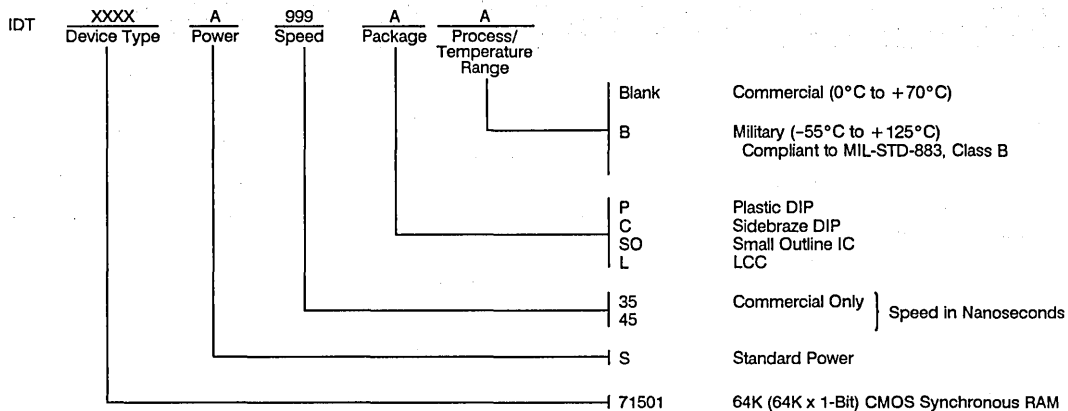 IDT XXXX A 999 A A
Device Type Power Speed Package Process/
Temperature
Range
Blank Commercial (0°C to +70°C)
B Military (–55°C to +125°C)
Compliant to MIL-STD-883, Class B
P Plastic DIP
C Sidebraze DIP
SO Small Outline IC
L LCC
35 Commercial Only
45
Speed in Nanoseconds
S Standard Power
71501 64K (64K x 1-Bit) CMOS Synchronous RAM